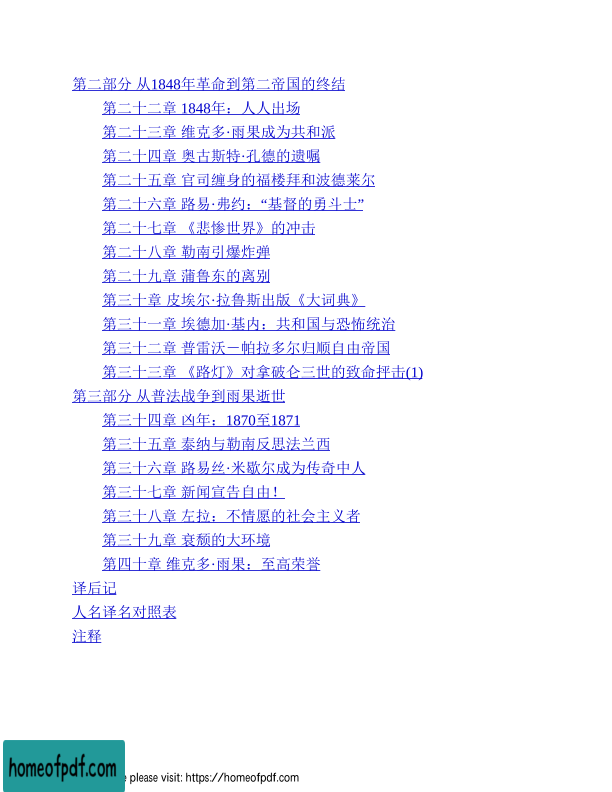 第二部分 从1848年革命到第二帝国的终结
第二十二章 1848年：人人出场
第二十三章 维克多·雨果成为共和派
第二十四章 奥古斯特·孔德的遗嘱
第二十五章 官司缠身的福楼拜和波德莱尔
第二十六章 路易·弗约：“基督的勇斗士”
第二十七章 《悲惨世界》的冲击
第二十八章 勒南引爆炸弹
第二十九章 蒲鲁东的离别
第三十章 皮埃尔·拉鲁斯出版《大词典》
第三十一章 埃德加·基内：共和国与恐怖统治
第三十二章 普雷沃－帕拉多尔归顺自由帝国
第三十三章 《路灯》对拿破仑三世的致命抨击(1)
第三部分 从普法战争到雨果逝世
第三十四章 凶年：1870至1871
第三十五章 泰纳与勒南反思法兰西
第三十六章 路易丝·米歇尔成为传奇中人
第三十七章 新闻宣告自由！
第三十八章 左拉：不情愿的社会主义者
第三十九章 衰颓的大环境
第四十章 维克多·雨果：至高荣誉
译后记
人名译名对照表
注释
homeofpdf.com
e please visit: https://homeofpdf.com